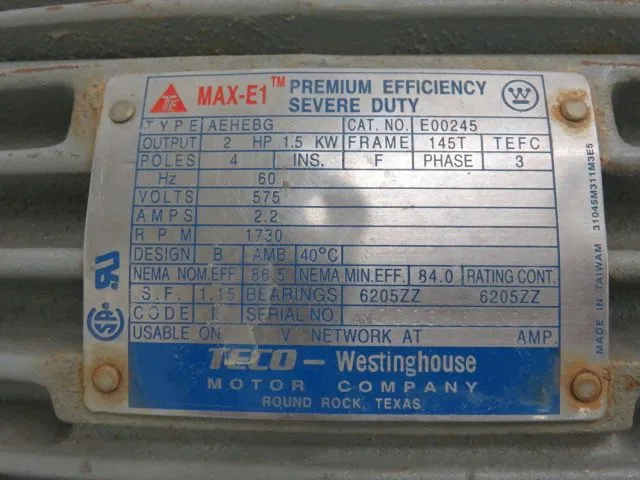 MAX-E1™ PREMIUM EFFICIENCY
SEVERE DUTY
TYPE AEHEBG CAT. NO. E00245
OUTPUT 2 HP 1.5 KW FRAME 145T TEFC
POLES 4 INS. F PHASE 3
Hz 60
VOLTS 575
AMPS 2.2
RPM 1730
DESIGN B AMB 40°C
NEMA NOM.EFF. 86.5 NEMA MIN.EFF. 84.0 RATING CONT.
S.F. 1.15 BEARINGS 6205ZZ 6205ZZ
CODE SERIAL NO.
USABLE ON V NETWORK AT AMP.
TECO - Westinghouse
MOTOR COMPANY
ROUND ROCK, TEXAS
MADE IN TAIWAM 31045M311M3E5